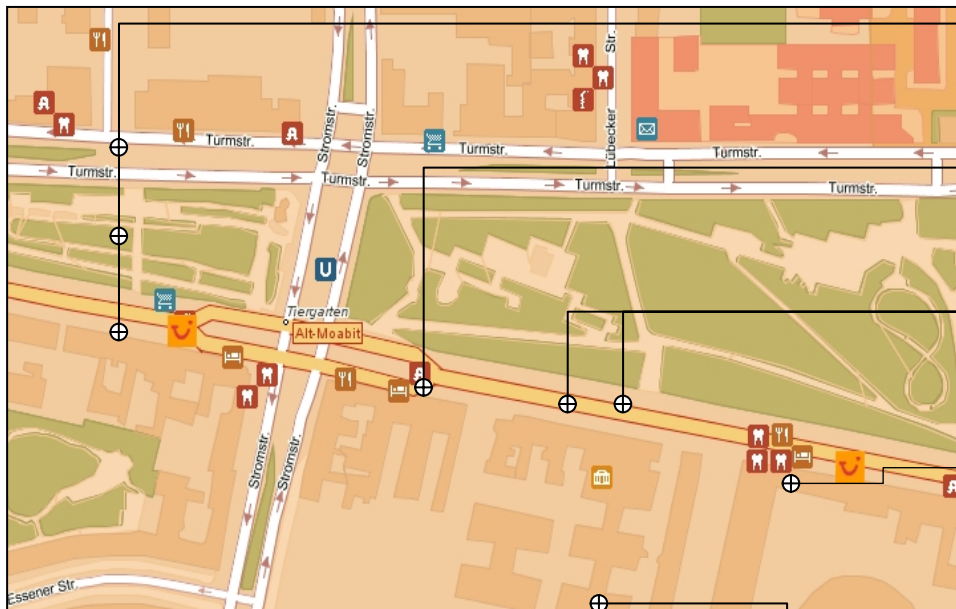 Stromstr.
Stromstr.
Str.
Lübecker
Turmstr.
Turmstr.
Turmstr.
Turmstr.
Turmstr.
Turmstr.
Turmstr.
U
Tiergarten
Alt-Moabit
Stromstr.
Stromstr.
Essener Str.